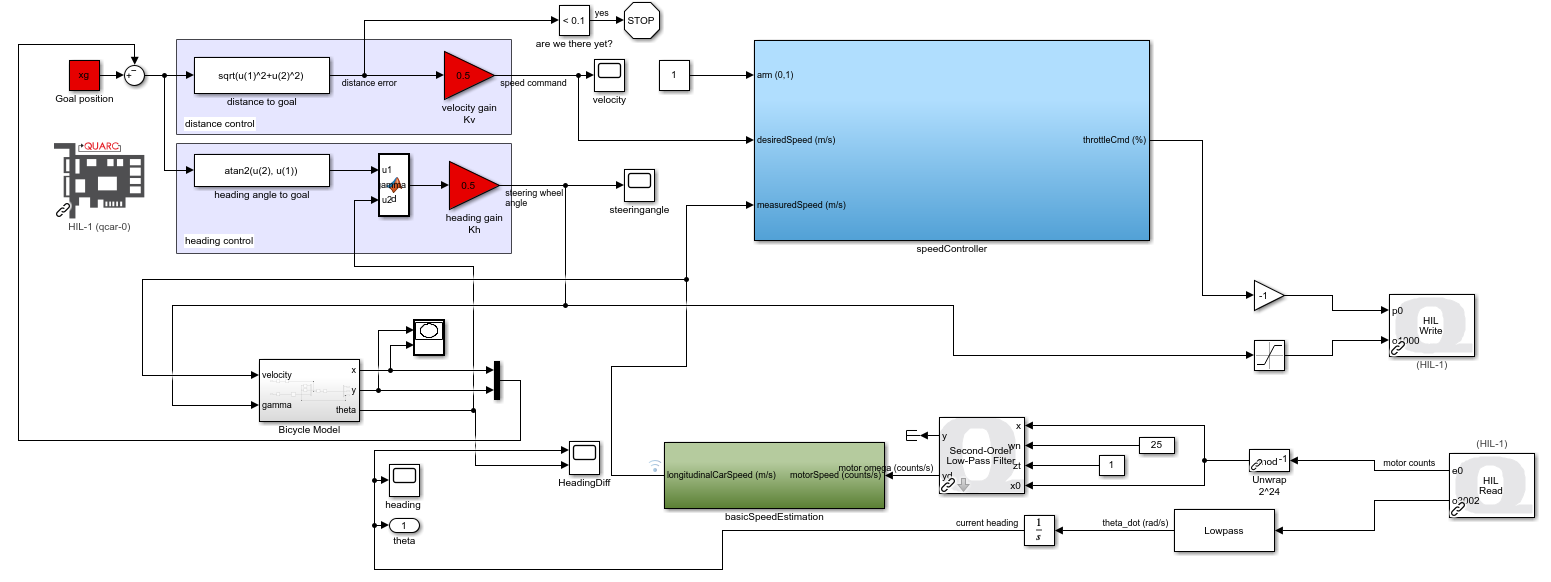 < 0.1
yes
STOP
are we there yet?
xg
Goal position
sqrt(u(1)^2+u(2)^2)
distance to goal
distance error
0.5
velocity gain
Kv
speed command
velocity
distance control
1
arm (0,1)
desiredSpeed (m/s)
measuredSpeed (m/s)
throttleCmd (%)
speedController
QUARC
HIL-1 (qcar-0)
atan2(u(2), u(1))
heading angle to goal
u1
u2
d
0.5
heading gain
Kh
steering wheel
angle
steeringangle
heading control
-1
p0
HIL
Write
(HIL-1)
velocity
gamma
x
y
theta
Bicycle Model
HeadingDiff
heading
1
theta
longitudinalCarSpeed (m/s)
motorSpeed (counts/s)
basicSpeedEstimation
motor omega (counts/s)
y
yd
Second-Order
Low-Pass Filter
x
wn
zt
x0
25
1
mod -1
Unwrap
2^24
motor counts
(HIL-1)
e0
HIL
Read
current heading
1
s
theta_dot (rad/s)
Lowpass